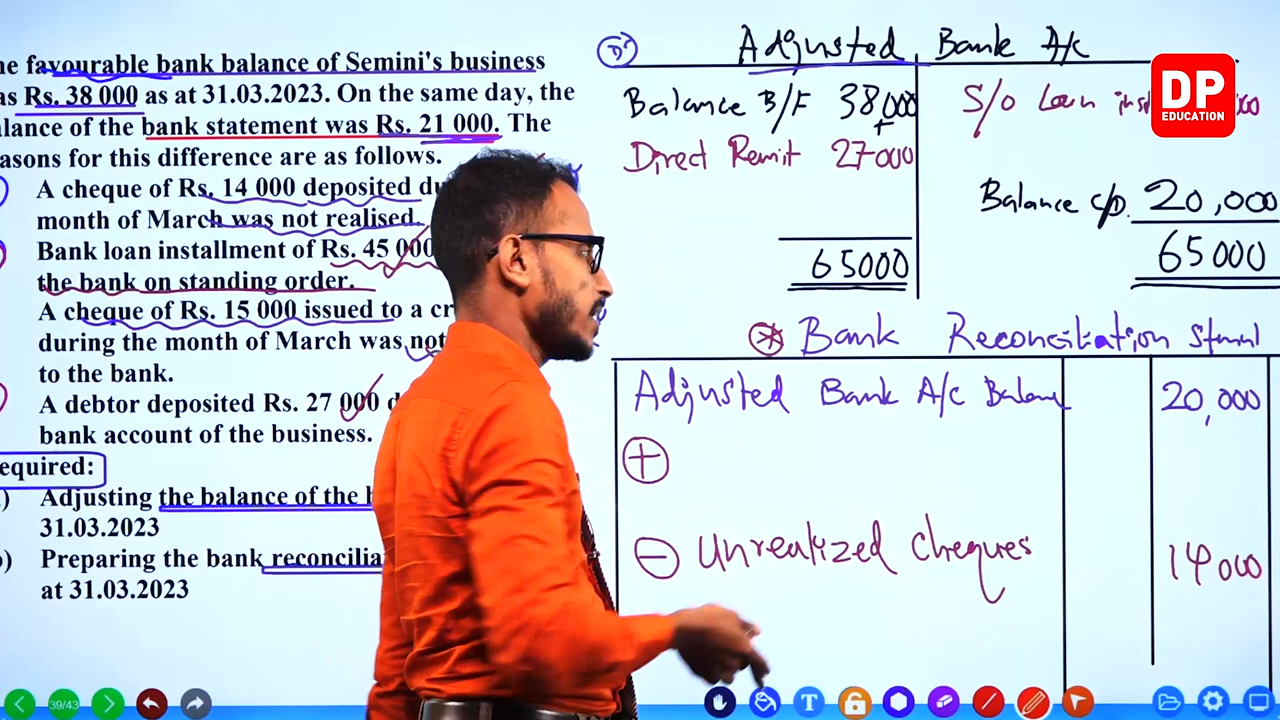 he favourable bank balance of Semini's business
as Rs. 38 000 as at 31.03.2023. On the same day, the
lance of the bank statement was Rs. 21 000. The
easons for this difference are as follows.
A cheque of Rs. 14 000 deposited du
month of March was not realised.
Bank loan installment of Rs. 45 000
the bank on standing order.
A cheque of Rs. 15 000 issued to a cr
during the month of March was not
to the bank.
A debtor deposited Rs. 27 000 d
bank account of the business.
equired:
) Adjusting the balance of the b
31.03.2023
) Preparing the bank reconcilia
at 31.03.2023
Adjusted Bank A/C
Balance B/F 38,000 S/O Loan
+
Direct Remit 27000
Balance c/D. 20,000
65000 65000
Bank Reconciliation
Adjusted Bank A/C 20,000
+
- Unrealized Cheques 14000
DP
EDUCATION
39/43
T